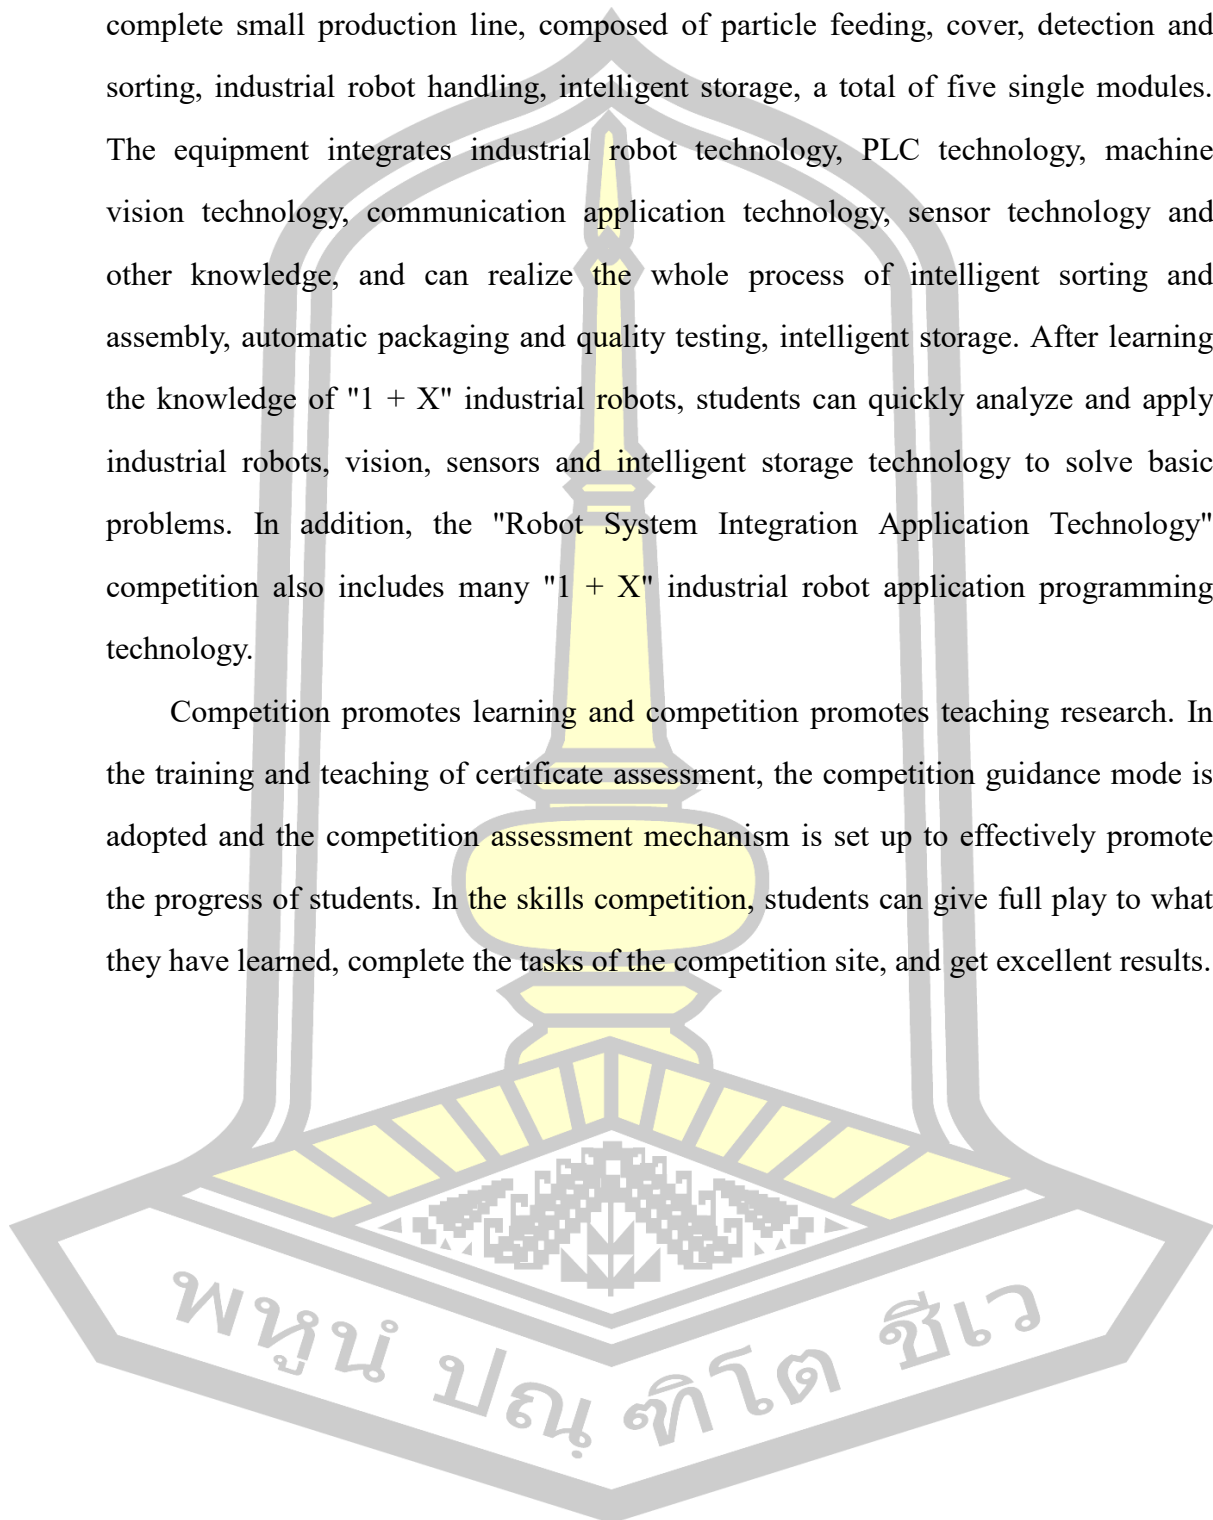 complete small production line, composed of particle feeding, cover, detection and
sorting, industrial robot handling, intelligent storage, a total of five single modules.
The equipment integrates industrial robot technology, PLC technology, machine
vision technology, communication application technology, sensor technology and
other knowledge, and can realize the whole process of intelligent sorting and
assembly, automatic packaging and quality testing, intelligent storage. After learning
the knowledge of "1 + X" industrial robots, students can quickly analyze and apply
industrial robots, vision, sensors and intelligent storage technology to solve basic
problems. In addition, the "Robot System Integration Application Technology"
competition also includes many "1 + X" industrial robot application programming
technology.
Competition promotes learning and competition promotes teaching research. In
the training and teaching of certificate assessment, the competition guidance mode is
adopted and the competition assessment mechanism is set up to effectively promote
the progress of students. In the skills competition, students can give full play to what
they have learned, complete the tasks of the competition site, and get excellent results.
พหูนํ ปณฺฑิโต ชีเว